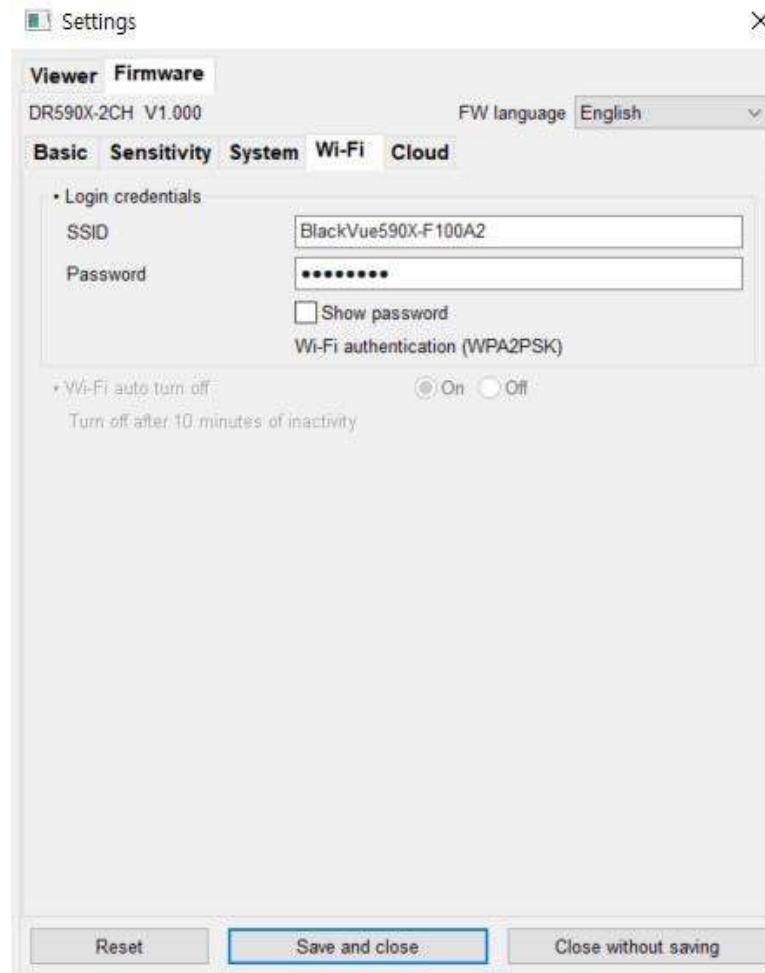 Settings
Viewer Firmware
DR590X-2CH V1.000 FW language English
Basic Sensitivity System Wi-Fi Cloud
• Login credentials
SSID BlackVue590X-F100A2
Password ••••••••
Show password
Wi-Fi authentication (WPA2PSK)
• Wi-Fi auto turn off On Off
Turn off after 10 minutes of inactivity
Reset Save and close Close without saving